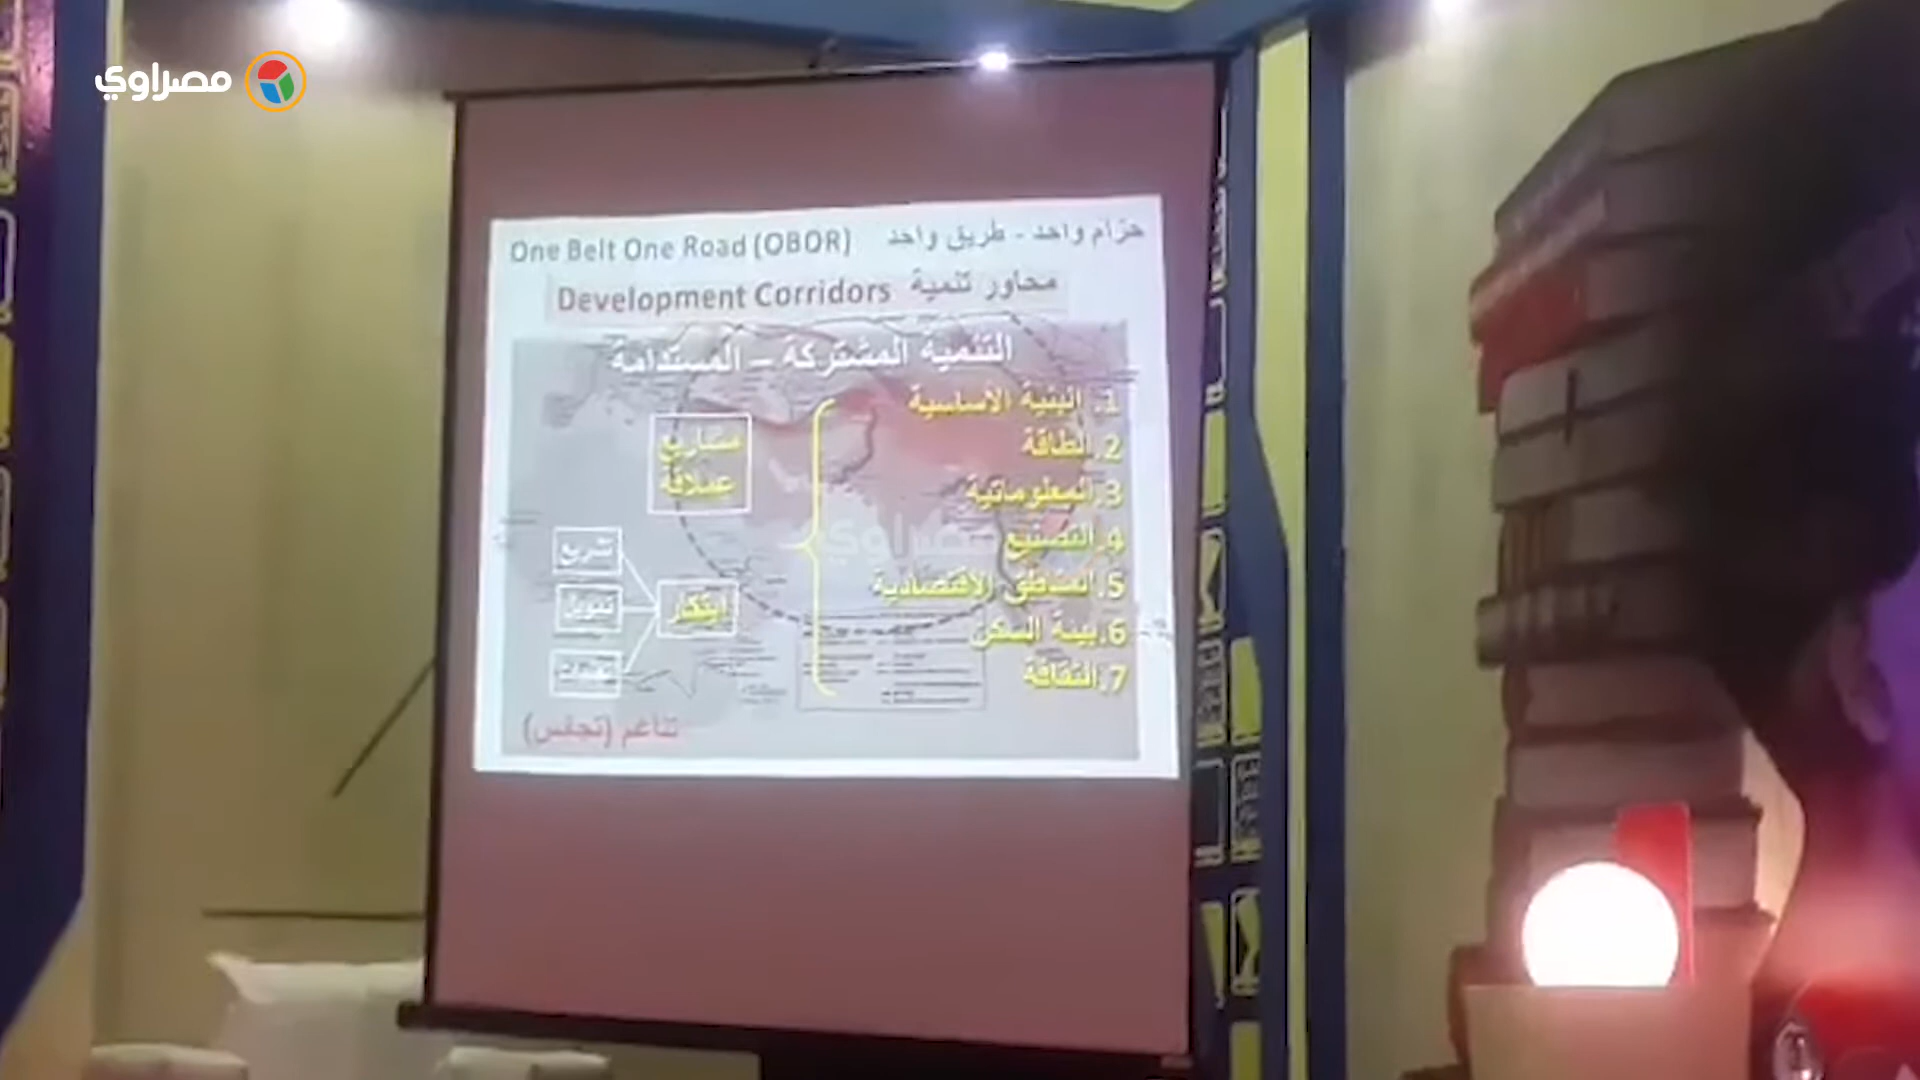 مصراوي
One Belt One Road (OBOR) حزام واحد - طريق واحد
Development Corridors محاور تنمية
التنمية المشتركة – المستدامة
1. البنية الاساسية
2. الطاقة
3. المعلوماتية
4. التصنيع
5. المناطق الاقتصادية
6. بيئة السكن
7. الثقافة
مشاريع
عملاقة
ابتكار
تشريع
تمويل
تناغم (تجانس)
مصراوي